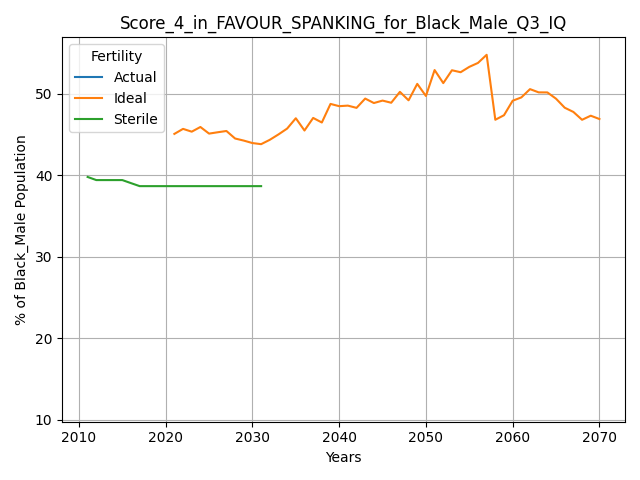 Score_4_in_FAVOUR_SPANKING_for_Black_Male_Q3_IQ
Fertility
Actual
Ideal
Sterile
% of Black_Male Population
50
40
30
20
10
2010 2020 2030 2040 2050 2060 2070
Years